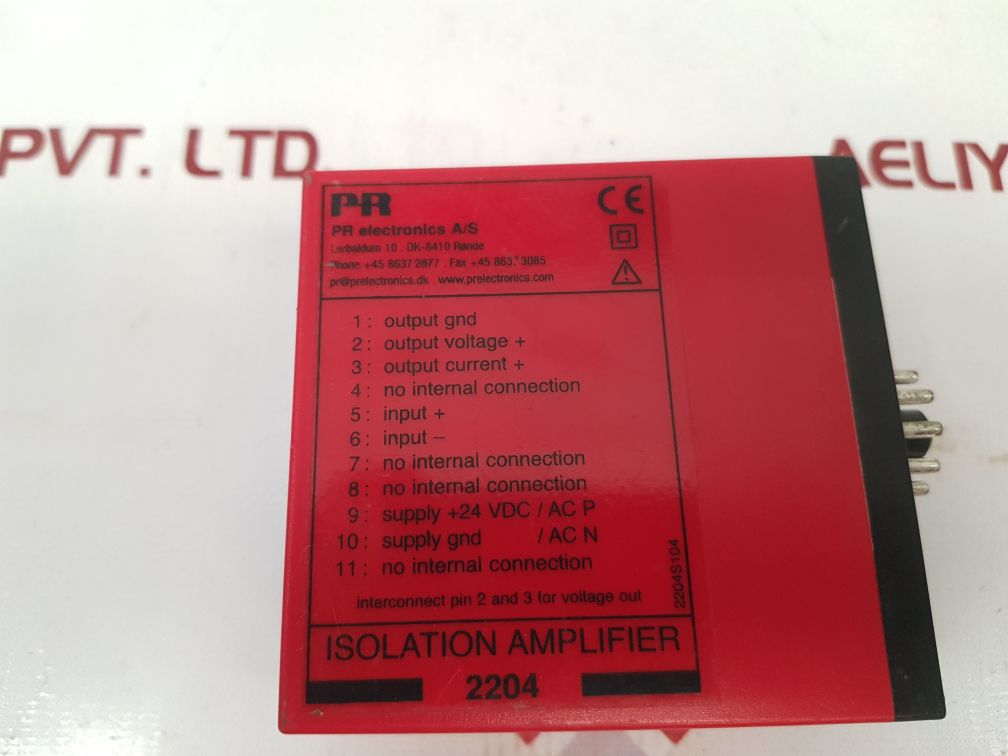 PVT. LTD
AELIY
PR
CE
PR electronics A/S
Lerbakken 10 . DK-8410 Rønde
Phone +45 8637 2677 . Fax +45 8637 3085
pr@prelectronics.dk . www.prelectronics.com
1 : output gnd
2 : output voltage +
3 : output current +
4 : no internal connection
5 : input +
6 : input –
7 : no internal connection
8 : no internal connection
9 : supply +24 VDC / AC P
10 : supply gnd / AC N
11 : no internal connection
interconnect pin 2 and 3 for voltage out
2204S104
ISOLATION AMPLIFIER
2204